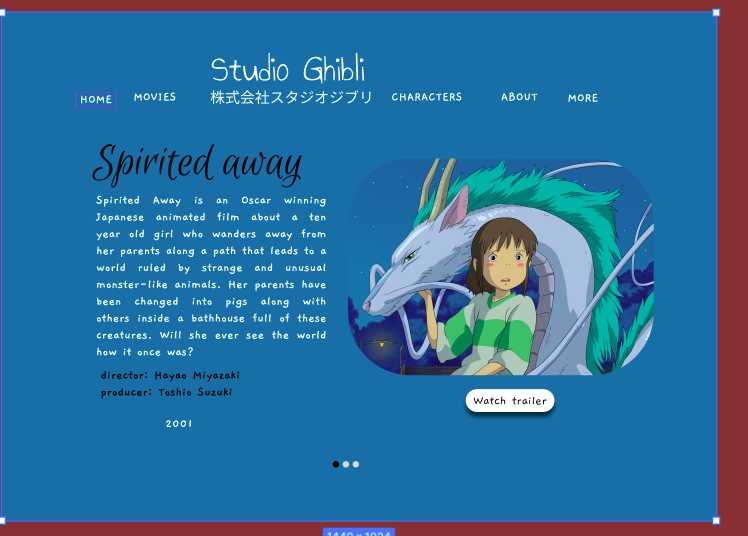 Studio Ghibli
HOME MOVIES 株式会社スタジオジブリ CHARACTERS ABOUT MORE
Spirited away
Spirited Away is an Oscar winning
Japanese animated film about a ten
year old girl who wanders away from
her parents along a path that leads to a
world ruled by strange and unusual
monster-like animals. Her parents have
been changed into pigs along with
others inside a bathhouse full of these
creatures. Will she ever see the world
how it once was?
director: Hayao Miyazaki
producer: Toshio Suzuki
2001
Watch trailer